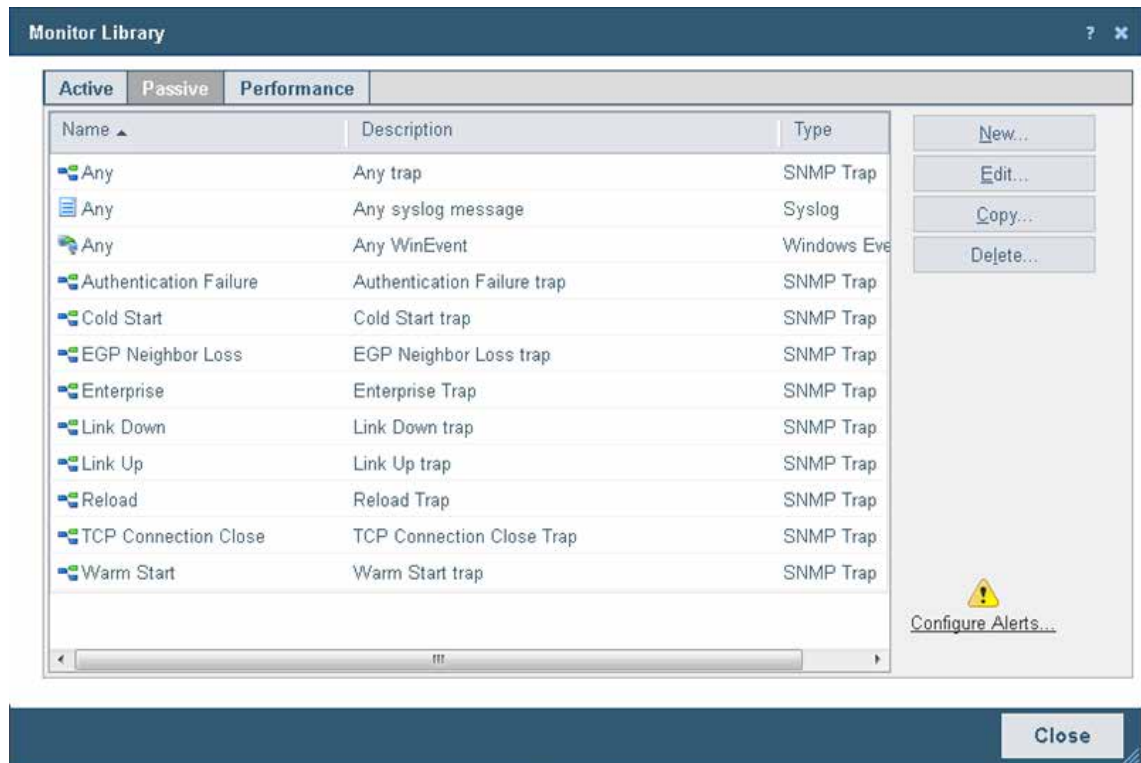 Monitor Library
?
Active Passive Performance
Name Description Type
Any Any trap SNMP Trap
Any Any syslog message Syslog
Any Any WinEvent Windows Eve
Authentication Failure Authentication Failure trap SNMP Trap
Cold Start Cold Start trap SNMP Trap
EGP Neighbor Loss EGP Neighbor Loss trap SNMP Trap
Enterprise Enterprise Trap SNMP Trap
Link Down Link Down trap SNMP Trap
Link Up Link Up trap SNMP Trap
Reload Reload Trap SNMP Trap
TCP Connection Close TCP Connection Close Trap SNMP Trap
Warm Start Warm Start trap SNMP Trap
New...
Edit...
Copy...
Delete...
Configure Alerts...
Close